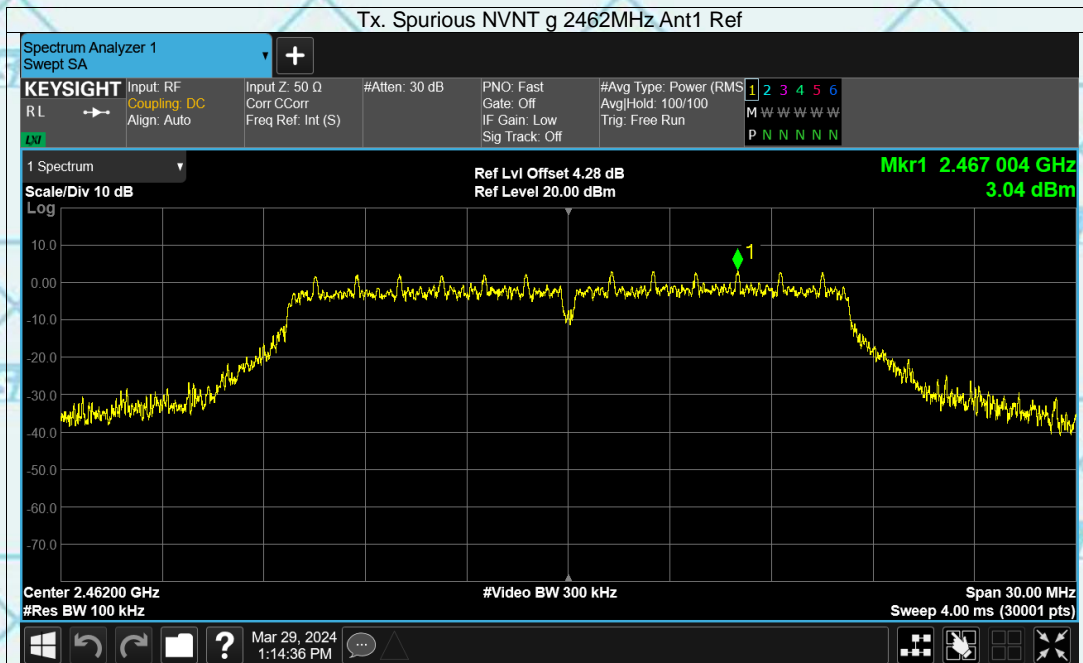 Tx. Spurious NVNT g 2462MHz Ant1 Ref
Spectrum Analyzer 1
Swept SA
+
KEYSIGHT
R L
LXI
Input: RF
Coupling: DC
Align: Auto
Input Z: 50 Ω
Corr CCorr
Freq Ref: Int (S)
#Atten: 30 dB
PNO: Fast
Gate: Off
IF Gain: Low
Sig Track: Off
#Avg Type: Power (RMS
Avg|Hold: 100/100
Trig: Free Run
1 2 3 4 5 6
M W W W W W
P N N N N N
1 Spectrum
Scale/Div 10 dB
Ref Lvl Offset 4.28 dB
Ref Level 20.00 dBm
Mkr1 2.467 004 GHz
3.04 dBm
Log
10.0
0.00
-10.0
-20.0
-30.0
-40.0
-50.0
-60.0
-70.0
1
Center 2.46200 GHz
#Res BW 100 kHz
#Video BW 300 kHz
Span 30.00 MHz
Sweep 4.00 ms (30001 pts)
?
Mar 29, 2024
1:14:36 PM